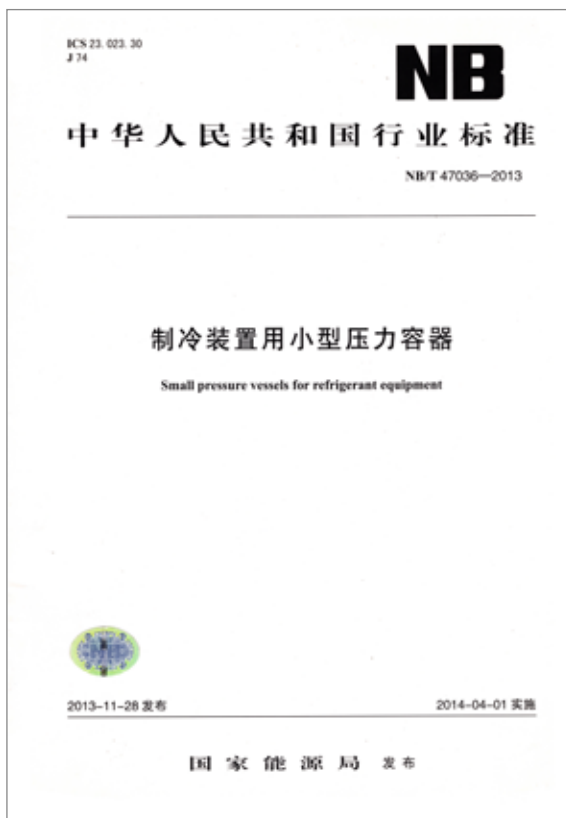 ICS 23. 023. 30
J 74
NB
中华人民共和国行业标准
NB/T 47036—2013
制冷装置用小型压力容器
Small pressure vessels for refrigerant equipment
2013-11-28 发布
2014-04-01 实施
国家能源局 发布